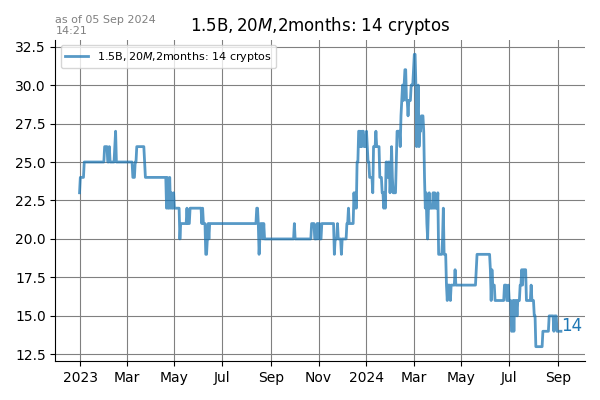 as of 05 Sep 2024
14:21
1.5B, 20M,2months: 14 cryptos
1.5B, 20M,2months: 14 cryptos
32.5
30.0
27.5
25.0
22.5
20.0
17.5
15.0
12.5
14
2023 Mar May Jul Sep Nov 2024 Mar May Jul Sep